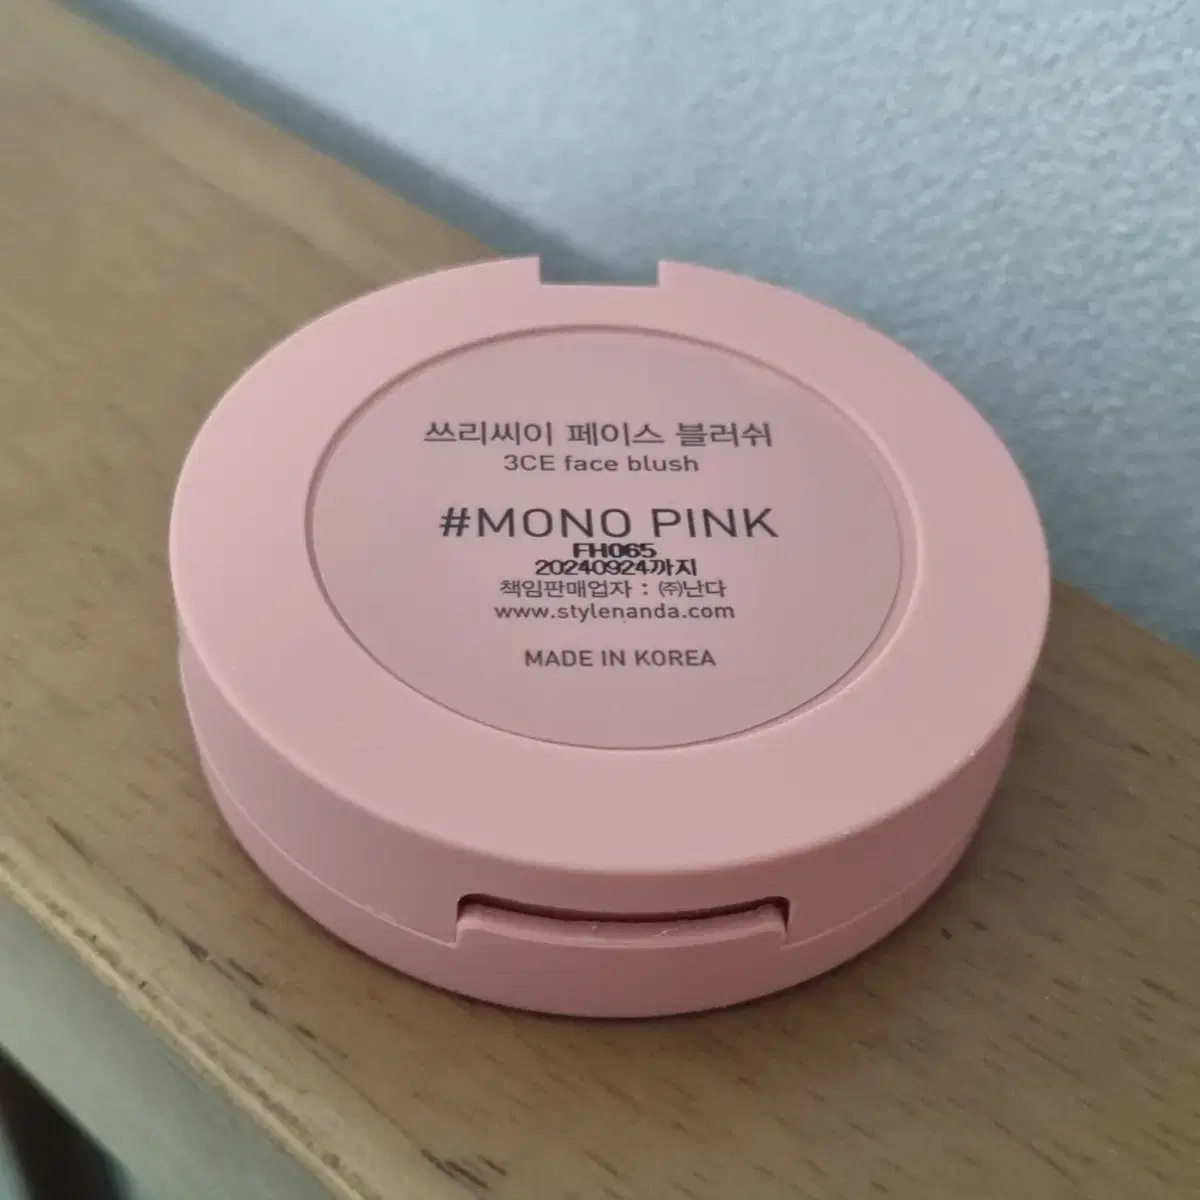 쓰리씨이 페이스 블러쉬
3CE face blush
#MONO PINK
FH065
20240924까지
책임판매업자 : ㈜난다
www.stylenanda.com
MADE IN KOREA